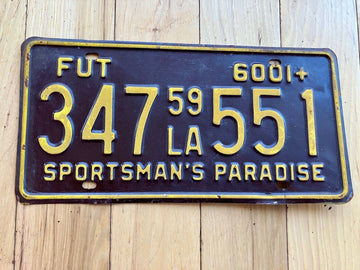 FUT 6001+
347 59 LA 551
SPORTSMAN'S PARADISE